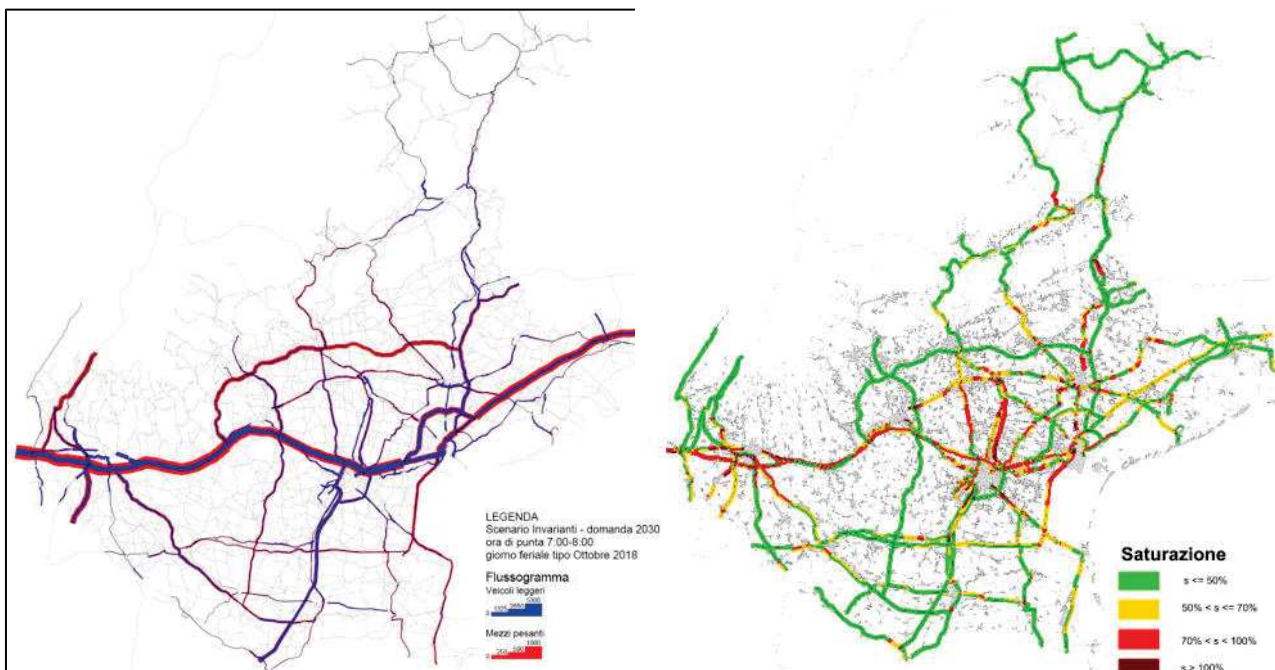 LEGENDA
Scenario Invarianti - domanda 2030
ora di punta 7:00-8:00
giorno feriale tipo Ottobre 2018
Flussogramma
Veicoli leggeri
Mezzi pesanti
Saturazione
s <= 50%
50% < s <= 70%
70% < s < 100%
s > 100%